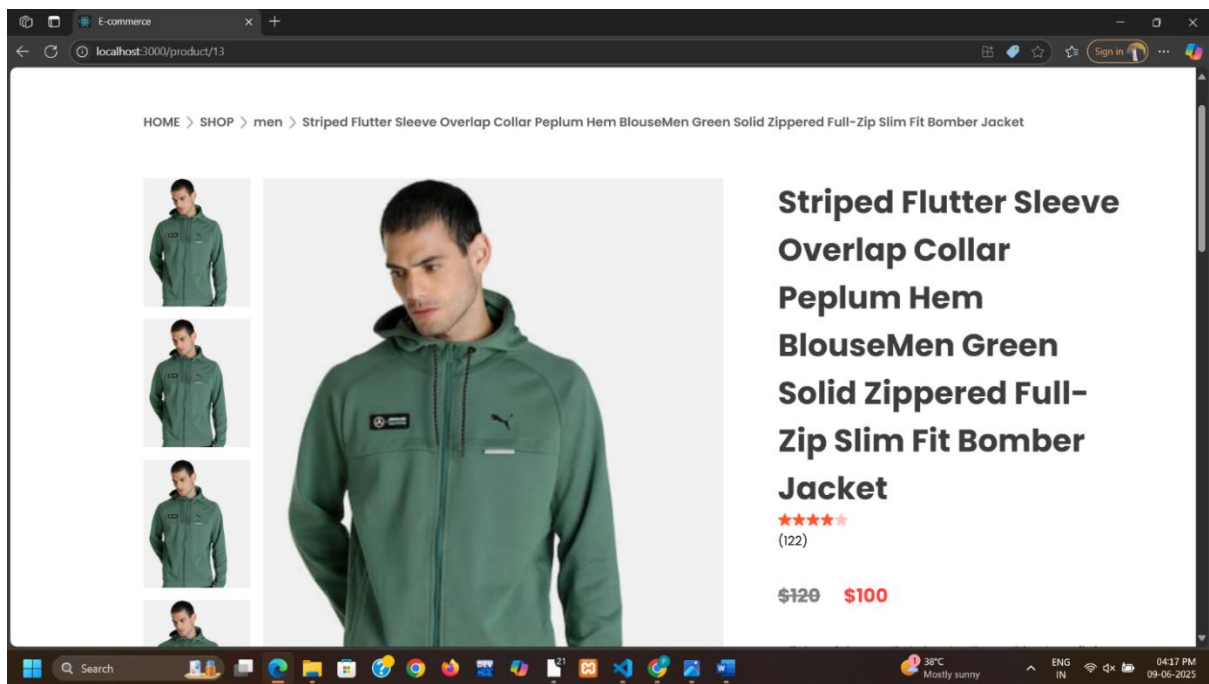 E-commerce
localhost:3000/product/13
Sign in
HOME > SHOP > men > Striped Flutter Sleeve Overlap Collar Peplum Hem BlouseMen Green Solid Zippered Full-Zip Slim Fit Bomber Jacket
Striped Flutter Sleeve
Overlap Collar
Peplum Hem
BlouseMen Green
Solid Zippered Full-
Zip Slim Fit Bomber
Jacket
(122)
$120 $100
Search
21
1
38°C
Mostly sunny
ENG
IN
04:17 PM
09-06-2025